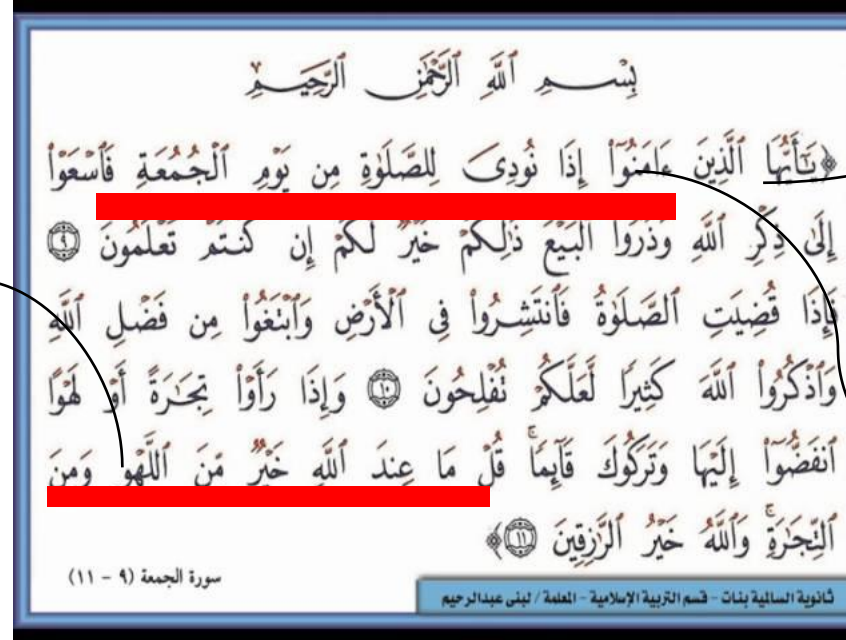 بِسْمِ ٱللَّهِ ٱلرَّحْمَٰنِ ٱلرَّحِيمِ
﴿يَٰٓأَيُّهَا ٱلَّذِينَ ءَامَنُوٓاْ إِذَا نُودِيَ لِلصَّلَوٰةِ مِن يَوْمِ ٱلْجُمُعَةِ فَٱسْعَوْاْ
إِلَىٰ ذِكْرِ ٱللَّهِ وَذَرُواْ ٱلْبَيْعَ ذَٰلِكُمْ خَيْرٌ لَّكُمْ إِن كُنتُمْ تَعْلَمُونَ ٩
فَإِذَا قُضِيَتِ ٱلصَّلَوٰةُ فَٱنتَشِرُواْ فِى ٱلْأَرْضِ وَٱبْتَغُواْ مِن فَضْلِ ٱللَّهِ
وَٱذْكُرُواْ ٱللَّهَ كَثِيرًا لَّعَلَّكُمْ تُفْلِحُونَ ١٠ وَإِذَا رَأَوْاْ تِجَٰرَةً أَوْ لَهْوًا
ٱنفَضُّوٓاْ إِلَيْهَا وَتَرَكُوكَ قَآئِمًا ۚ قُلْ مَا عِندَ ٱللَّهِ خَيْرٌ مِّنَ ٱللَّهْوِ وَمِنَ
ٱلتِّجَٰرَةِ ۚ وَٱللَّهُ خَيْرُ ٱلرَّٰزِقِينَ ١١﴾
سورة الجمعة (٩ - ١١)
ثانوية السالمية بنات - قسم التربية الإسلامية - المعلمة / لبنى عبدالرحيم